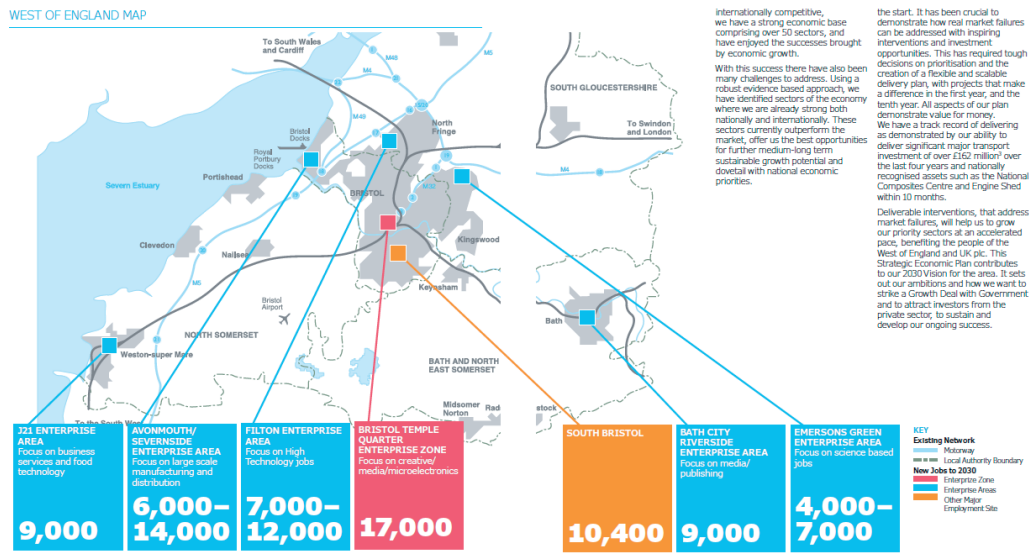 WEST OF ENGLAND MAP
internationally competitive,
we have a strong economic base
comprising over 50 sectors, and
have enjoyed the successes brought
by economic growth.
With this success there have also been
many challenges to address. Using a
robust evidence based approach, we
have identified sectors of the economy
where we are already strong both
nationally and internationally. These
sectors currently outperform the
market, offer us the best opportunities
for further medium-long term
sustainable growth potential and
dovetail with national economic
priorities.
the start. It has been crucial to
demonstrate how real market failures
can be addressed with inspiring
interventions and investment
opportunities. This has required tough
decisions on prioritisation and the
creation of a flexible and scalable
delivery plan, with projects that make
a difference in the first year, and the
tenth year. All aspects of our plan
demonstrate value for money.
We have a track record of delivering
as demonstrated by our ability to
deliver significant major transport
investment of over £162 million³ over
the last four years and nationally
recognised assets such as the National
Composites Centre and Engine Shed
within 10 months.
Deliverable interventions, that address
market failures, will help us to grow
our priority sectors at an accelerated
pace, benefiting the people of the
West of England and UK plc. This
Strategic Economic Plan contributes
to our 2030 Vision for the area. It sets
out our ambitions and how we want to
strike a Growth Deal with Government
and to attract investors from the
private sector, to sustain and
develop our ongoing success.
To South Wales
and Cardiff
M48
M4
M5
M49
SOUTH GLOUCESTERSHIRE
North
Fringe
To Swindon
and London
Bristol
Docks
Royal
Portbury
Docks
M4
Severn Estuary
Portishead
M32
BRISTOL
Clevedon
Nailsea
Kingswood
M5
Keynsham
Bristol
Airport
Bath
NORTH SOMERSET
Weston-super Mare
BATH AND NORTH
EAST SOMERSET
Midsomer
Norton
Rad
stock
To the South Wes
J21 ENTERPRISE
AREA
Focus on business
services and food
technology
9,000
AVONMOUTH/
SEVERNSIDE
ENTERPRISE AREA
Focus on large scale
manufacturing and
distribution
6,000–
14,000
FILTON ENTERPRISE
AREA
Focus on High
Technology jobs
7,000–
12,000
BRISTOL TEMPLE
QUARTER
ENTERPRISE ZONE
Focus on creative/
media/microelectronics
17,000
SOUTH BRISTOL
10,400
BATH CITY
RIVERSIDE
ENTERPRISE AREA
Focus on media/
publishing
9,000
EMERSONS GREEN
ENTERPRISE AREA
Focus on science based
jobs
4,000–
7,000
KEY
Existing Network
Motorway
Local Authority Boundary
New Jobs to 2030
Enterprize Zone
Enterprise Areas
Other Major
Employment Site